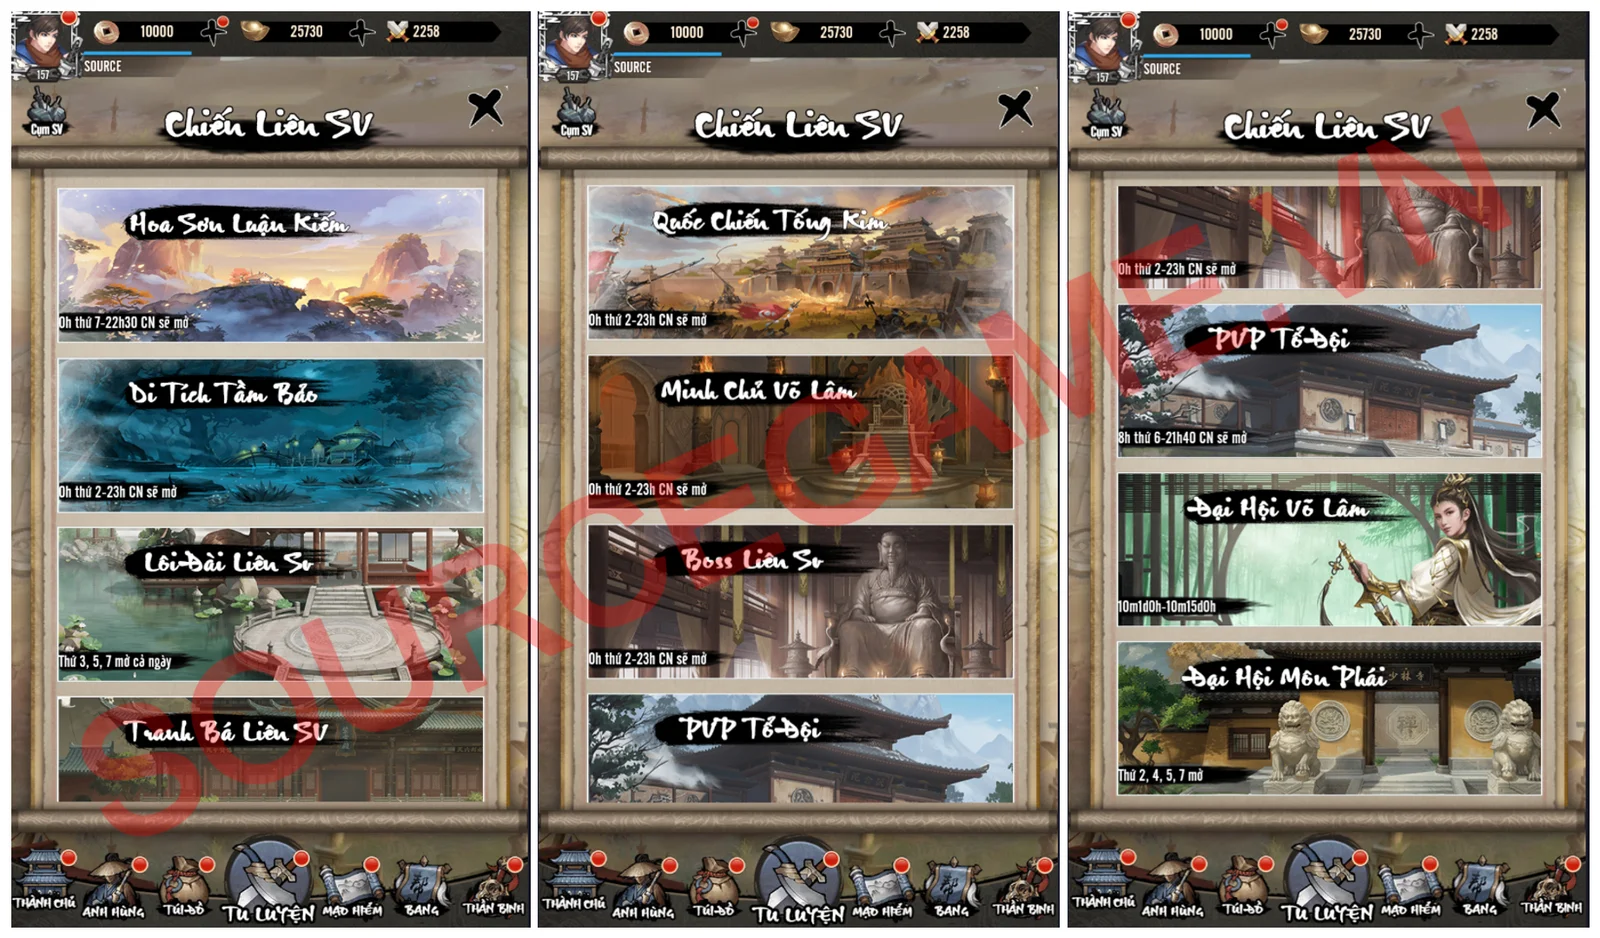 10000
25730
2258
157
SOURCE
Cụm SV
Chiến Liên SV
Hoa Sơn Luận Kiếm
0h thứ 7-22h30 CN sẽ mở
Di Tích Tầm Bảo
0h thứ 2-23h CN sẽ mở
Lôi Đài Liên Sv
Thứ 3, 5, 7 mở cả ngày
Tranh Bá Liên SV
THÀNH CHỦ
ANH HÙNG
TÚI ĐỒ
TU LUYỆN
MẠO HIỂM
BANG
THẦN BINH
10000
25730
2258
157
SOURCE
Cụm SV
Chiến Liên SV
Quốc Chiến Tống Kim
0h thứ 2-23h CN sẽ mở
Minh Chủ Võ Lâm
0h thứ 2-23h CN sẽ mở
Boss Liên Sv
0h thứ 2-23h CN sẽ mở
PVP Tổ Đội
THÀNH CHỦ
ANH HÙNG
TÚI ĐỒ
TU LUYỆN
MẠO HIỂM
BANG
THẦN BINH
10000
25730
2258
157
SOURCE
Cụm SV
Chiến Liên SV
0h thứ 2-23h CN sẽ mở
PVP Tổ Đội
8h thứ 6-21h40 CN sẽ mở
Đại Hội Võ Lâm
10m1d0h-10m15d0h
Đại Hội Môn Phái
少林寺
Thứ 2, 4, 5, 7 mở
THÀNH CHỦ
ANH HÙNG
TÚI ĐỒ
TU LUYỆN
MẠO HIỂM
BANG
THẦN BINH
SOURCEGAME.VN